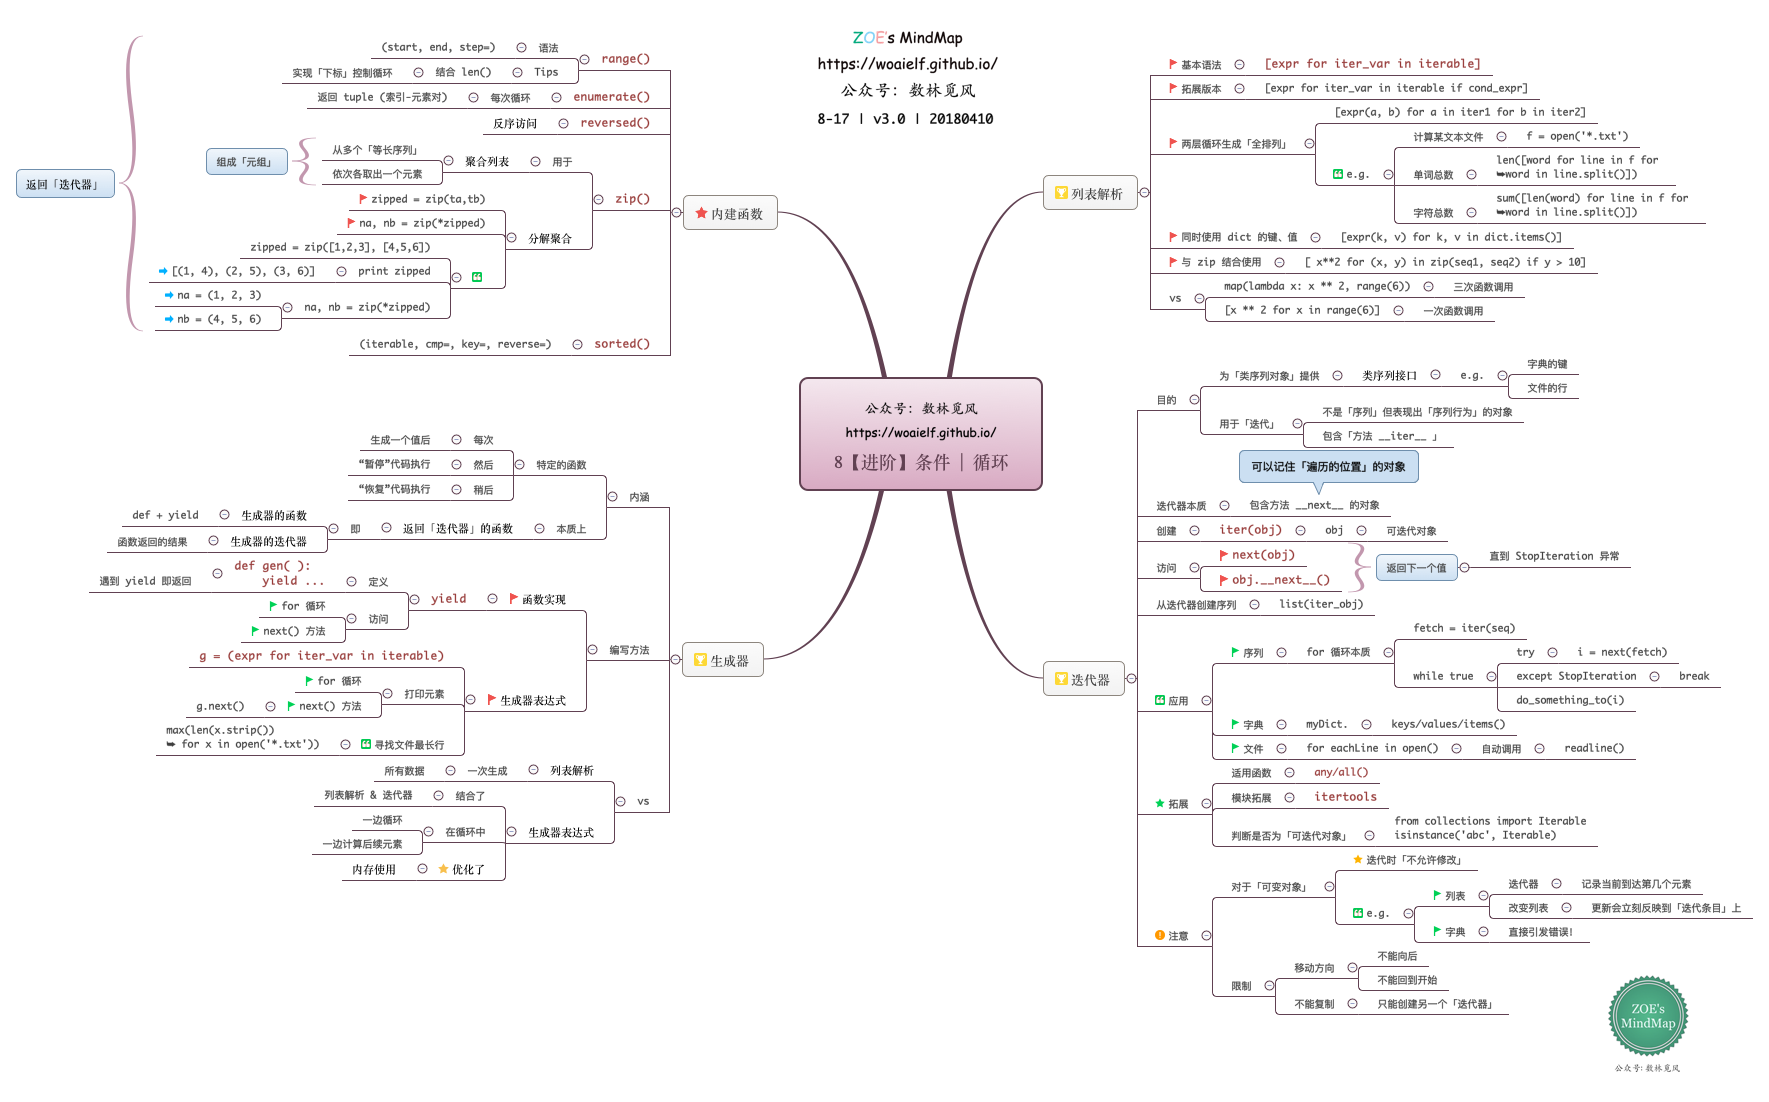 ZOE's MindMap
https://woaielf.github.io/
公众号：数林觅风
8-17 | v3.0 | 20180410
公众号：数林觅风
https://woaielf.github.io/
8【进阶】条件 | 循环
内建函数
range()
语法
(start, end, step=)
Tips
结合 len()
实现「下标」控制循环
enumerate()
每次循环
返回 tuple (索引-元素对)
reversed()
反序访问
zip()
用于
聚合列表
从多个「等长序列」
依次各取出一个元素
组成「元组」
分解聚合
zipped = zip(ta,tb)
na, nb = zip(*zipped)
zipped = zip([1,2,3], [4,5,6])
print zipped
[(1, 4), (2, 5), (3, 6)]
na, nb = zip(*zipped)
na = (1, 2, 3)
nb = (4, 5, 6)
sorted()
(iterable, cmp=, key=, reverse=)
返回「迭代器」
列表解析
基本语法
[expr for iter_var in iterable]
拓展版本
[expr for iter_var in iterable if cond_expr]
两层循环生成「全排列」
[expr(a, b) for a in iter1 for b in iter2]
e.g.
计算某文本文件
f = open('*.txt')
单词总数
len([word for line in f for
➥word in line.split()])
字符总数
sum([len(word) for line in f for
➥word in line.split()])
同时使用 dict 的键、值
[expr(k, v) for k, v in dict.items()]
与 zip 结合使用
[ x**2 for (x, y) in zip(seq1, seq2) if y > 10]
vs
map(lambda x: x ** 2, range(6))
三次函数调用
[x ** 2 for x in range(6)]
一次函数调用
生成器
内涵
特定的函数
每次
生成一个值后
然后
“暂停”代码执行
稍后
“恢复”代码执行
本质上
返回「迭代器」的函数
即
生成器的函数
def + yield
生成器的迭代器
函数返回的结果
编写方法
函数实现
yield
定义
def gen( ):
yield ...
遇到 yield 即返回
访问
for 循环
next() 方法
生成器表达式
g = (expr for iter_var in iterable)
打印元素
for 循环
next() 方法
g.next()
寻找文件最长行
max(len(x.strip())
➥ for x in open('*.txt'))
vs
列表解析
一次生成
所有数据
生成器表达式
结合了
列表解析 & 迭代器
在循环中
一边循环
一边计算后续元素
优化了
内存使用
迭代器
目的
为「类序列对象」提供
类序列接口
e.g.
字典的键
文件的行
用于「迭代」
不是「序列」但表现出「序列行为」的对象
包含「方法 __iter__ 」
可以记住「遍历的位置」的对象
迭代器本质
包含方法 __next__ 的对象
创建
iter(obj)
obj
可迭代对象
访问
next(obj)
obj.__next__()
返回下一个值
直到 StopIteration 异常
从迭代器创建序列
list(iter_obj)
应用
序列
for 循环本质
fetch = iter(seq)
while true
try
i = next(fetch)
except StopIteration
break
do_something_to(i)
字典
myDict.
keys/values/items()
文件
for eachLine in open()
自动调用
readline()
拓展
适用函数
any/all()
模块拓展
itertools
判断是否为「可迭代对象」
from collections import Iterable
isinstance('abc', Iterable)
注意
对于「可变对象」
迭代时「不允许修改」
e.g.
列表
迭代器
记录当前到达第几个元素
改变列表
更新会立刻反映到「迭代条目」上
字典
直接引发错误!
限制
移动方向
不能向后
不能回到开始
不能复制
只能创建另一个「迭代器」
ZOE's
MindMap
公众号: 数林觅风